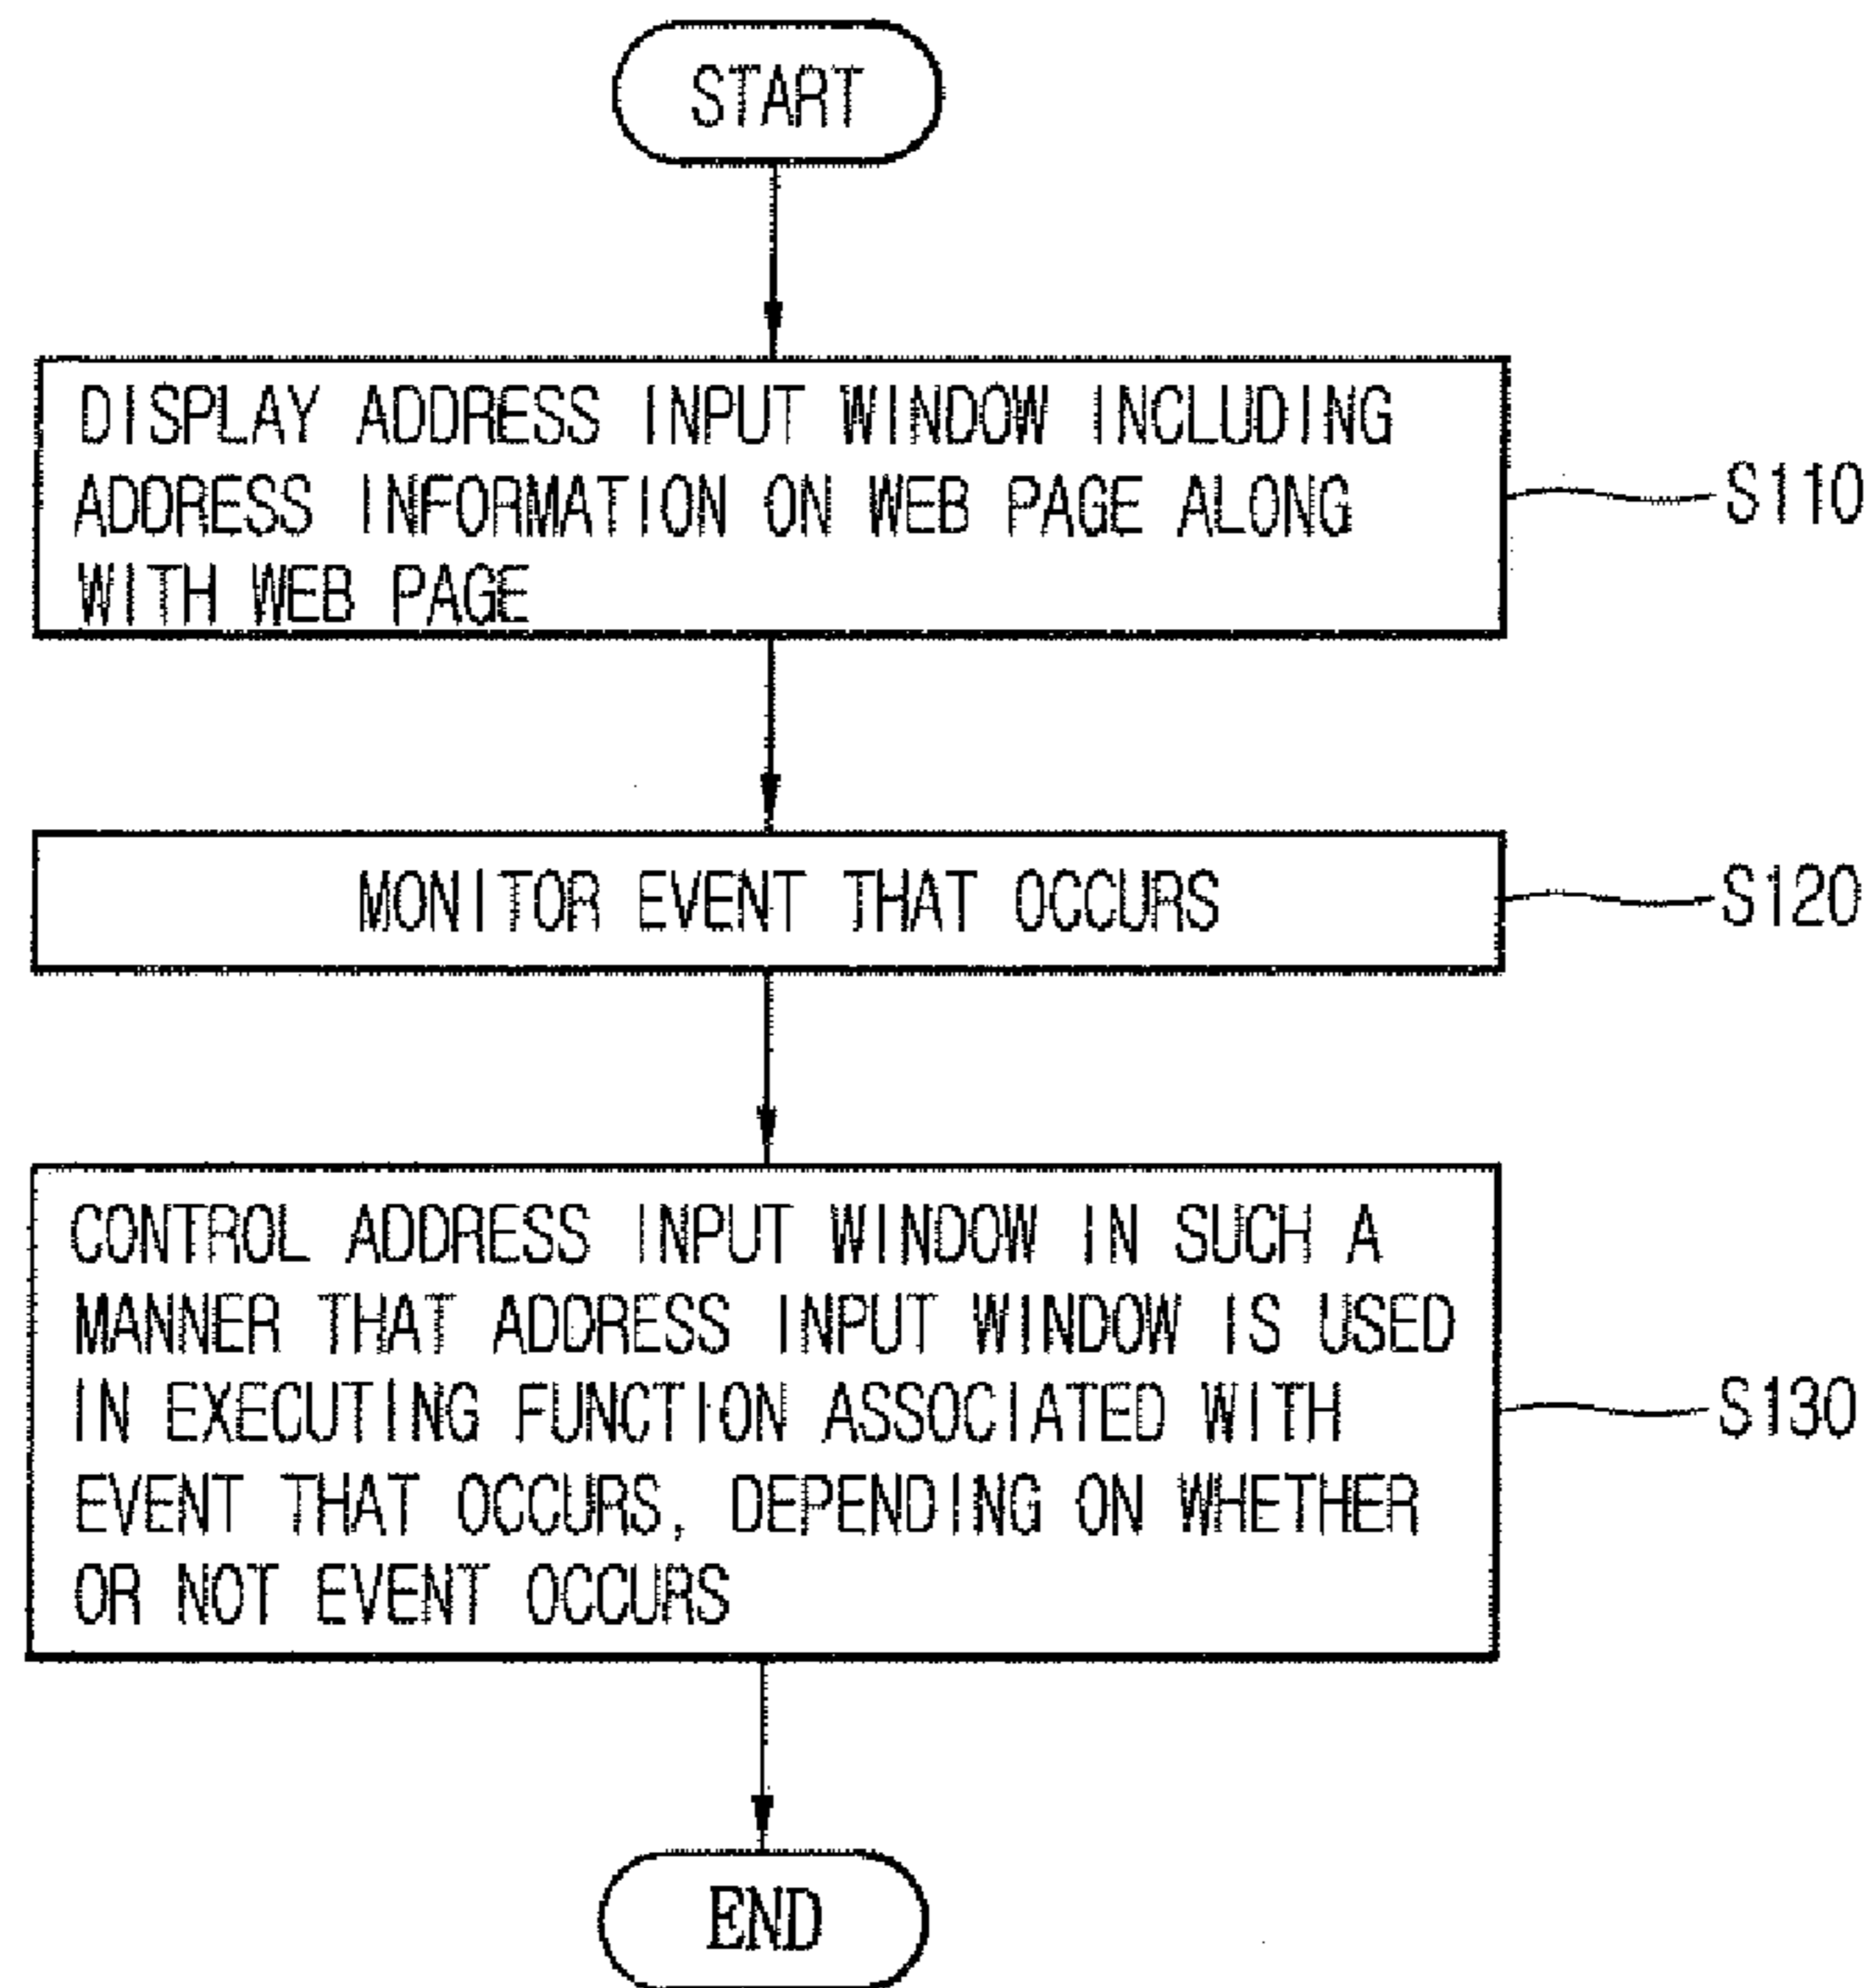 START
DISPLAY ADDRESS INPUT WINDOW INCLUDING
ADDRESS INFORMATION ON WEB PAGE ALONG
WITH WEB PAGE
S110
MONITOR EVENT THAT OCCURS
S120
CONTROL ADDRESS INPUT WINDOW IN SUCH A
MANNER THAT ADDRESS INPUT WINDOW IS USED
IN EXECUTING FUNCTION ASSOCIATED WITH
EVENT THAT OCCURS, DEPENDING ON WHETHER
OR NOT EVENT OCCURS
S130
END